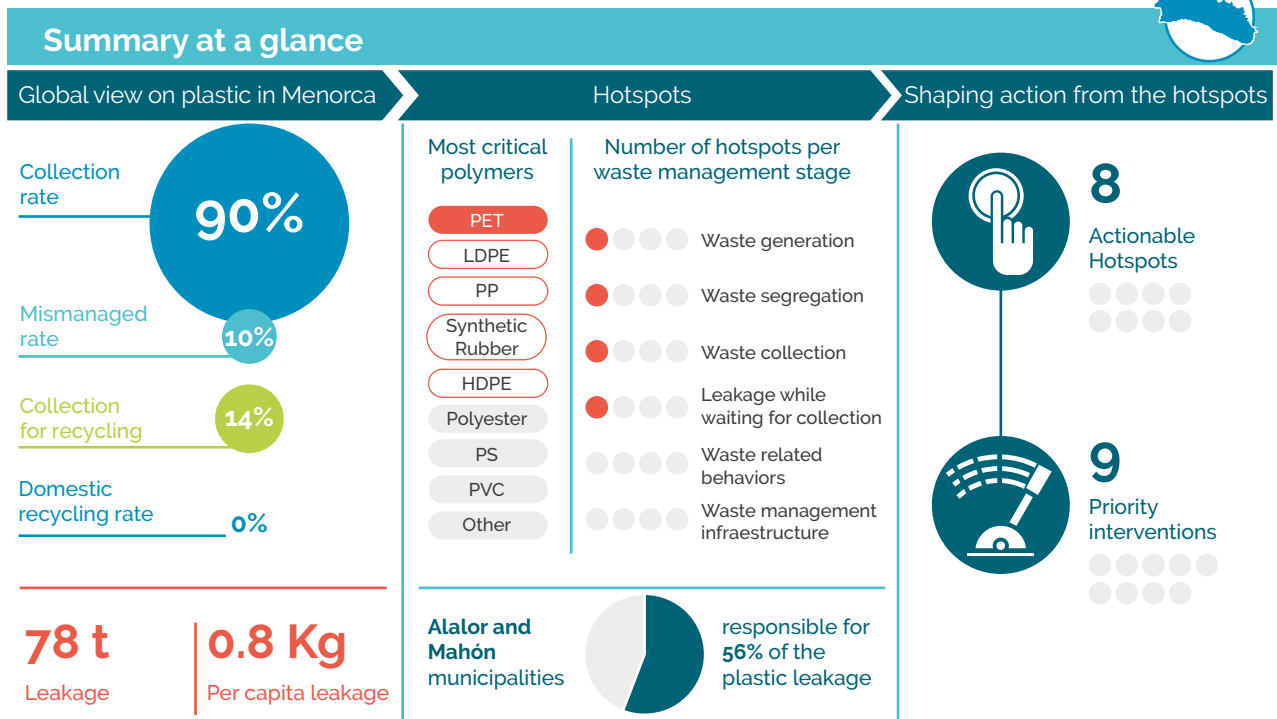 Summary at a glance
Global view on plastic in Menorca
Hotspots
Shaping action from the hotspots
Collection
rate
90%
Mismanaged
rate
10%
Collection
for recycling
14%
Domestic
recycling rate
0%
78 t
Leakage
0.8 Kg
Per capita leakage
Most critical
polymers
PET
LDPE
PP
Synthetic
Rubber
HDPE
Polyester
PS
PVC
Other
Number of hotspots per
waste management stage
Waste generation
Waste segregation
Waste collection
Leakage while
waiting for collection
Waste related
behaviors
Waste management
infraestructure
Alalor and
Mahón
municipalities
responsible for
56% of the
plastic leakage
8
Actionable
Hotspots
9
Priority
interventions